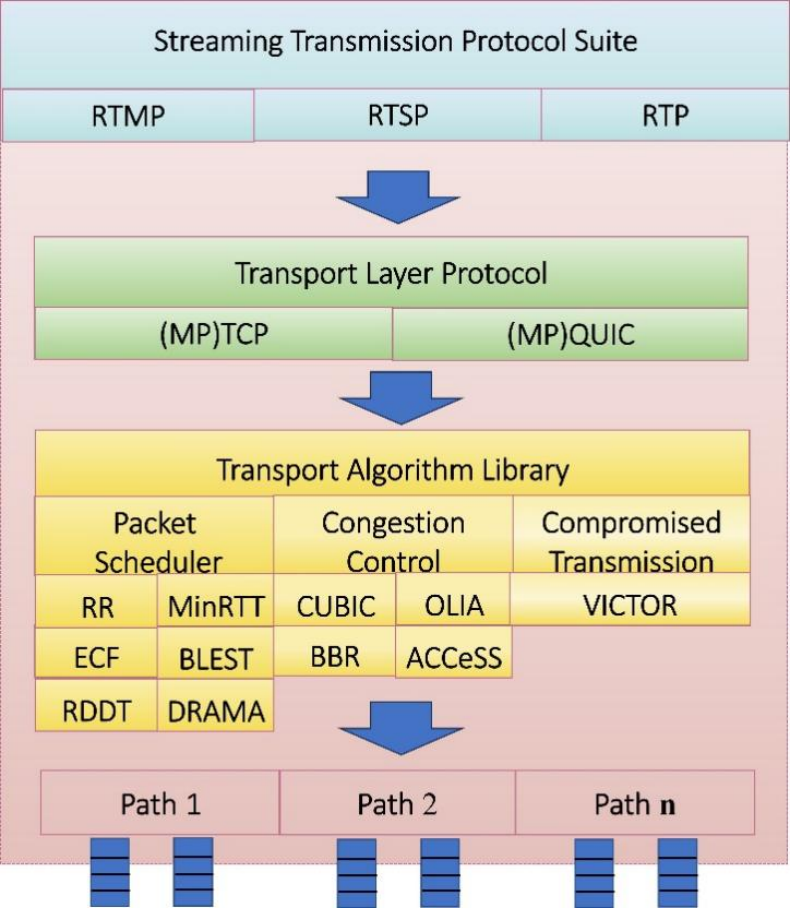 Streaming Transmission Protocol Suite
RTMP RTSP RTP
Transport Layer Protocol
(MP)TCP (MP)QUIC
Transport Algorithm Library
Packet Scheduler
Congestion Control
Compromised Transmission
RR MinRTT CUBIC OLIA VICTOR
ECF BLEST BBR ACCeSS
RDDT DRAMA
Path 1 Path 2 Path n